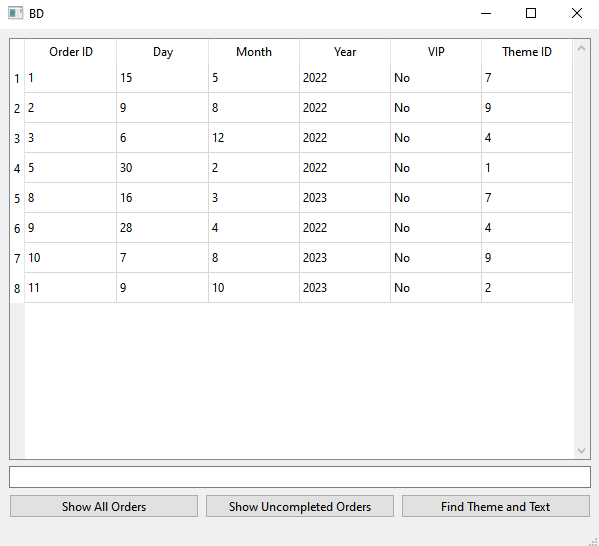 BD
Order ID Day Month Year VIP Theme ID
1 1 15 5 2022 No 7
2 2 9 8 2022 No 9
3 3 6 12 2022 No 4
4 5 30 2 2022 No 1
5 8 16 3 2023 No 7
6 9 28 4 2022 No 4
7 10 7 8 2023 No 9
8 11 9 10 2023 No 2
Show All Orders Show Uncompleted Orders Find Theme and Text